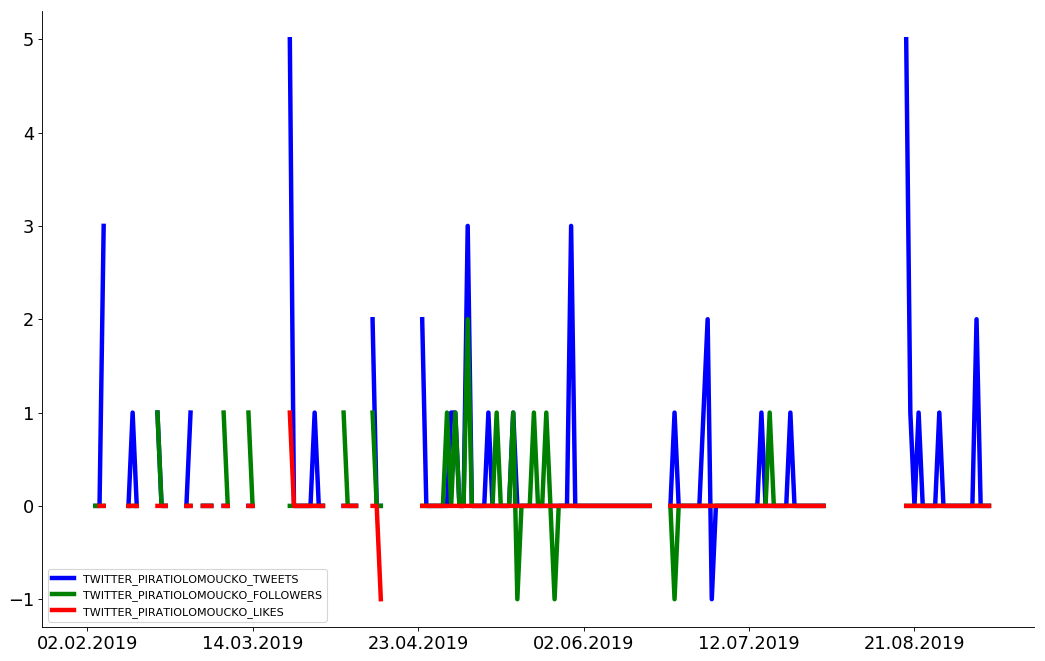 5
4
3
2
1
0
−1
TWITTER_PIRATIOLOMOUCKO_TWEETS
TWITTER_PIRATIOLOMOUCKO_FOLLOWERS
TWITTER_PIRATIOLOMOUCKO_LIKES
02.02.2019 14.03.2019 23.04.2019 02.06.2019 12.07.2019 21.08.2019